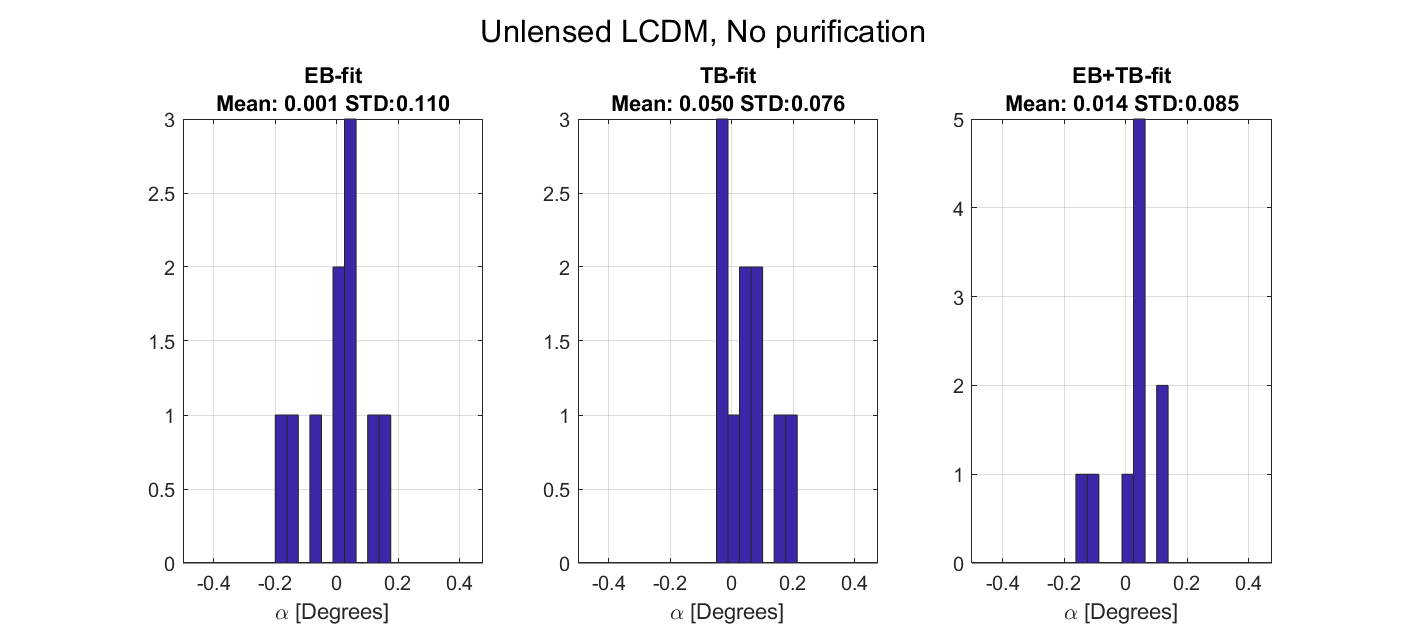 Unlensed LCDM, No purification
EB-fit
Mean: 0.001 STD:0.110
3
2.5
2
1.5
1
0.5
0
-0.4 -0.2 0 0.2 0.4
α [Degrees]
TB-fit
Mean: 0.050 STD:0.076
3
2.5
2
1.5
1
0.5
0
-0.4 -0.2 0 0.2 0.4
α [Degrees]
EB+TB-fit
Mean: 0.014 STD:0.085
5
4
3
2
1
0
-0.4 -0.2 0 0.2 0.4
α [Degrees]